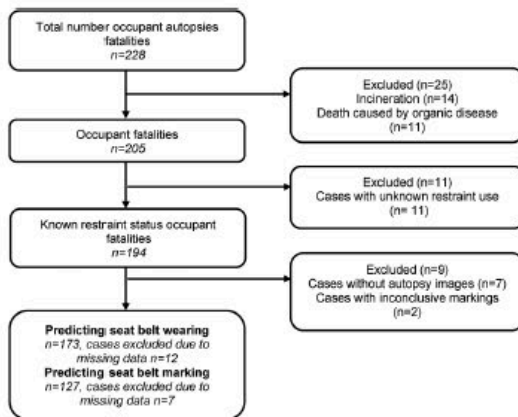 Total number occupant autopsies
fatalities
n=228
Excluded (n=25)
Incineration (n=14)
Death caused by organic disease
(n=11)
Occupant fatalities
n=205
Excluded (n=11)
Cases with unknown restraint use
(n= 11)
Known restraint status occupant
fatalities
n=194
Excluded (n=9)
Cases without autopsy images (n=7)
Cases with inconclusive markings
(n=2)
Predicting seat belt wearing
n=173, cases excluded due to
missing data n=12
Predicting seat belt marking
n=127, cases excluded due to
missing data n=7